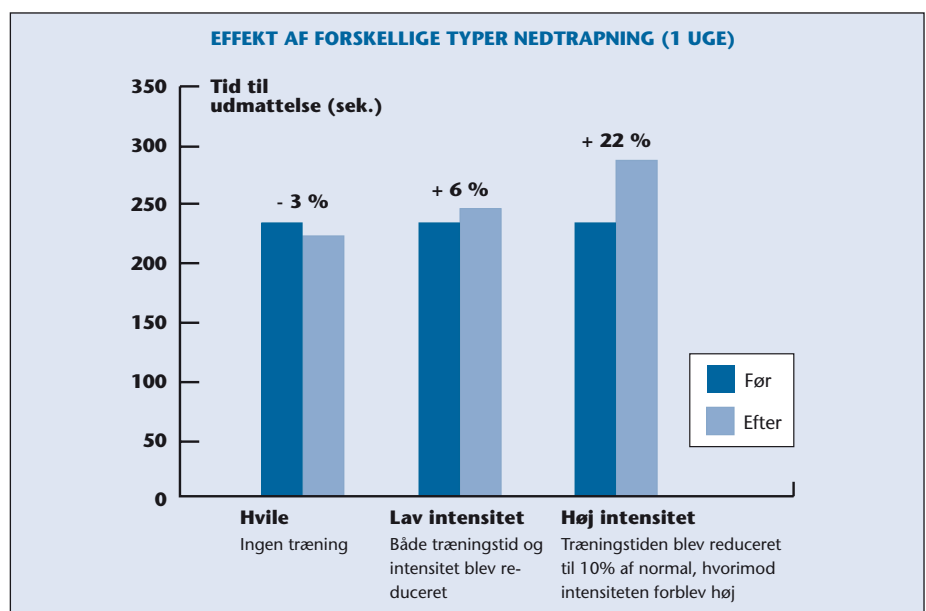 EFFEKT AF FORSKELLIGE TYPER NEDTRAPNING (1 UGE)
350
Tid til
udmattelse (sek.)
300
250
200
150
100
50
0
- 3 %
+ 6 %
+ 22 %
Før
Efter
Hvile
Ingen træning
Lav intensitet
Både træningstid og
intensitet blev re-
duceret
Høj intensitet
Træningstiden blev reduceret
til 10% af normal, hvorimod
intensiteten forblev høj